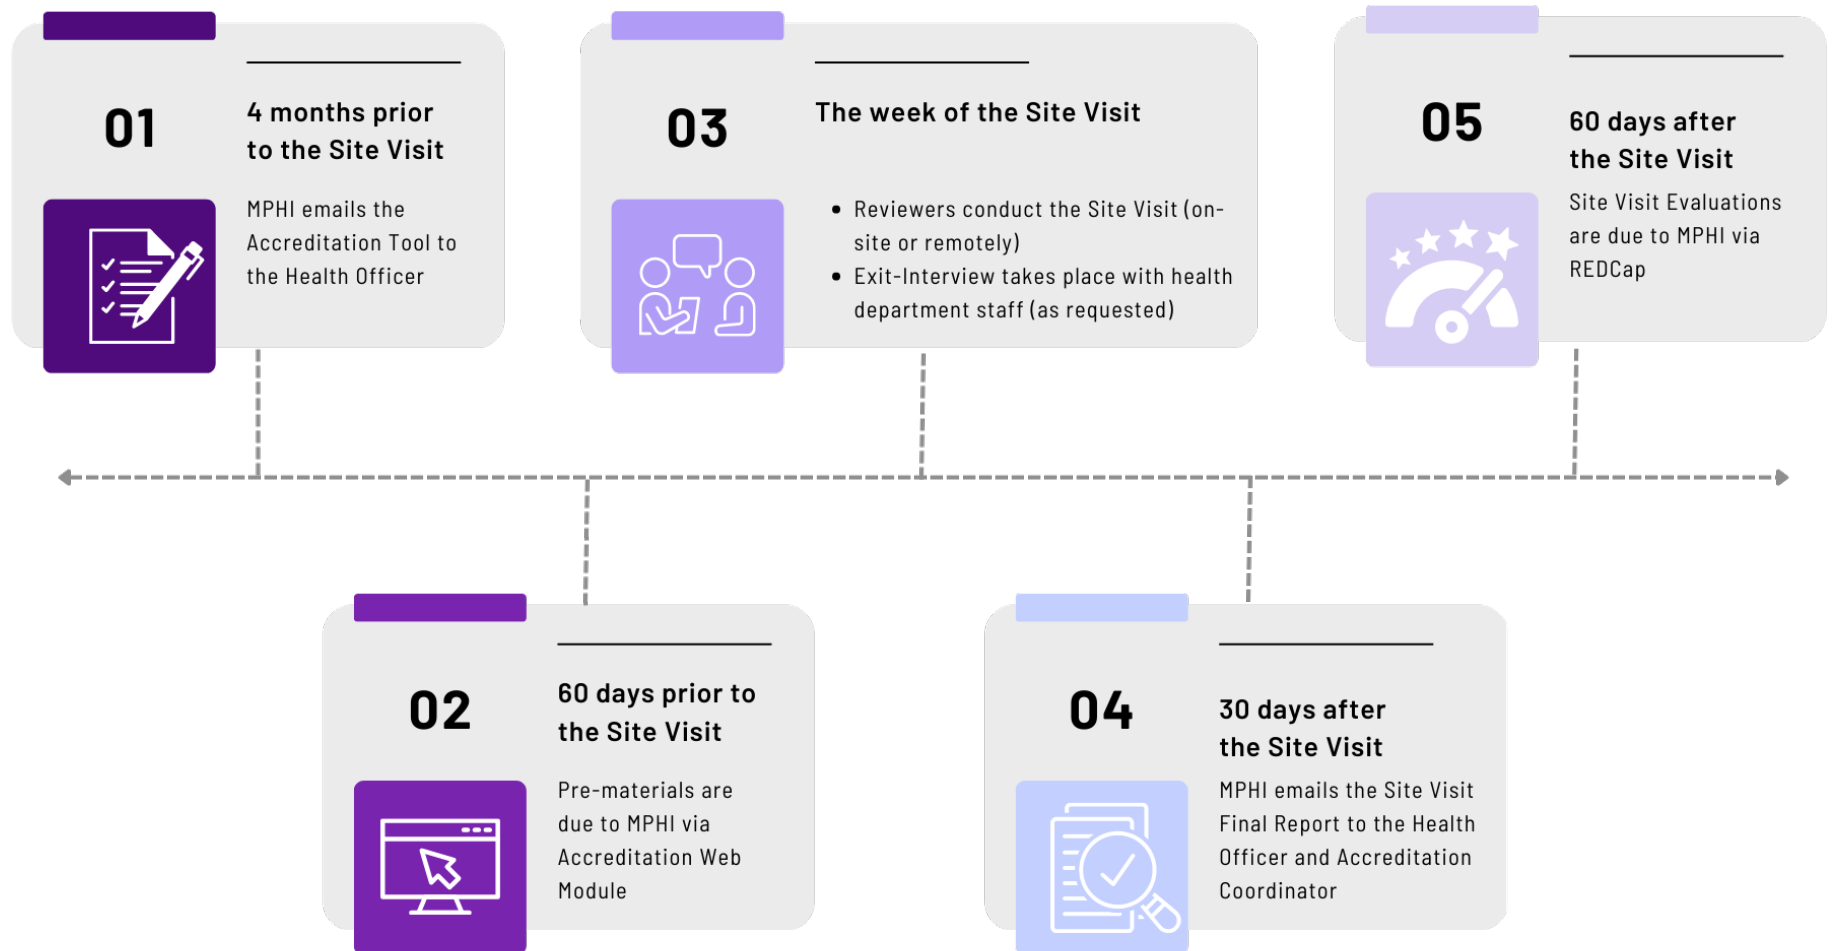 01
4 months prior
to the Site Visit
MPHI emails the
Accreditation Tool to
the Health Officer
02
60 days prior to
the Site Visit
Pre-materials are
due to MPHI via
Accreditation Web
Module
03
The week of the Site Visit
• Reviewers conduct the Site Visit (on-
site or remotely)
• Exit-Interview takes place with health
department staff (as requested)
04
30 days after
the Site Visit
MPHI emails the Site Visit
Final Report to the Health
Officer and Accreditation
Coordinator
05
60 days after
the Site Visit
Site Visit Evaluations
are due to MPHI via
REDCap